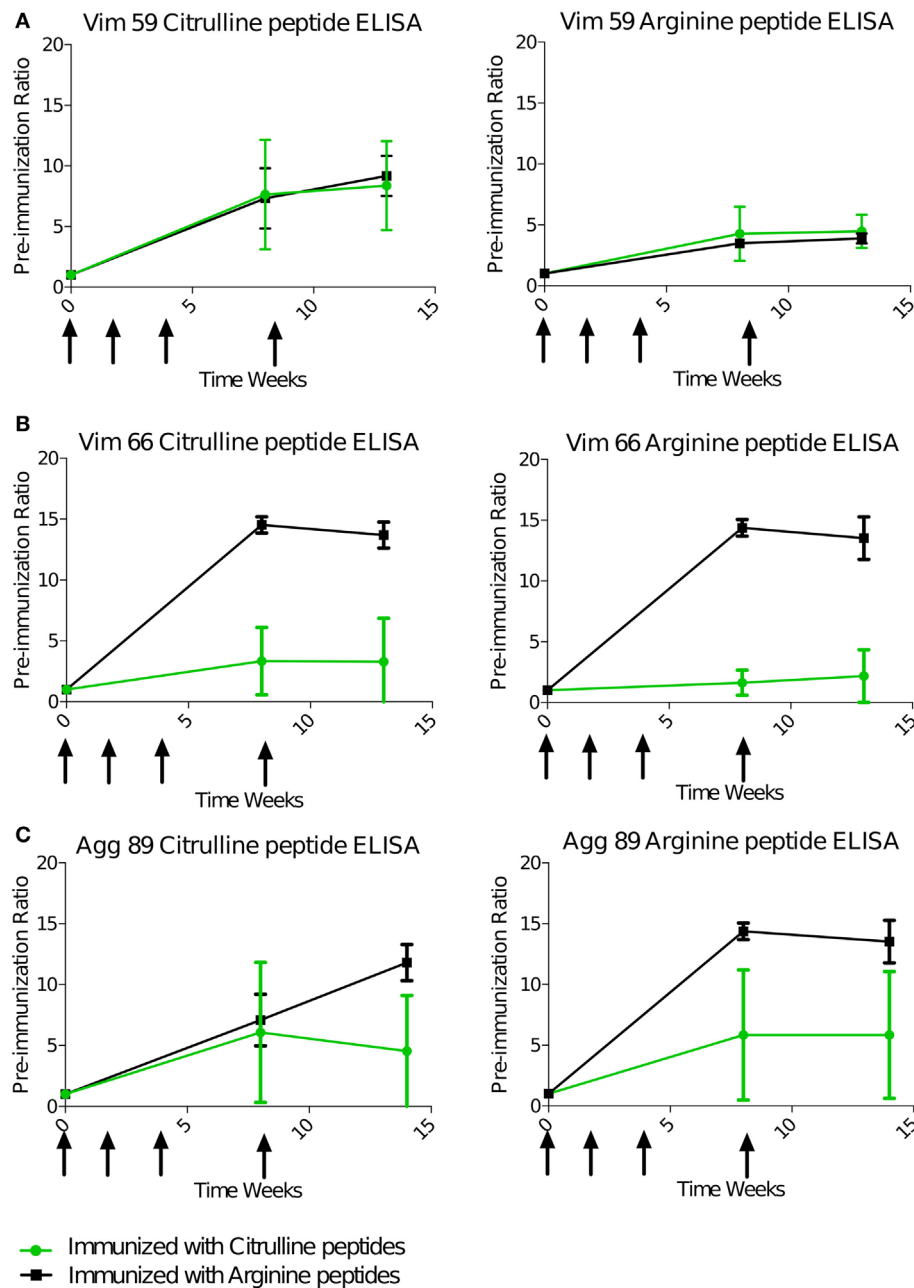 A
Vim 59 Citrulline peptide ELISA
Pre-immunization Ratio
20
15
10
5
0
0 5 10 15
Time Weeks
Vim 59 Arginine peptide ELISA
Pre-immunization Ratio
20
15
10
5
0
0 5 10 15
Time Weeks
B
Vim 66 Citrulline peptide ELISA
Pre-immunization Ratio
20
15
10
5
0
0 5 10 15
Time Weeks
Vim 66 Arginine peptide ELISA
Pre-immunization Ratio
20
15
10
5
0
0 5 10 15
Time Weeks
C
Agg 89 Citrulline peptide ELISA
Pre-immunization Ratio
20
15
10
5
0
0 5 10 15
Time Weeks
Agg 89 Arginine peptide ELISA
Pre-immunization Ratio
20
15
10
5
0
0 5 10 15
Time Weeks
Immunized with Citrulline peptides
Immunized with Arginine peptides